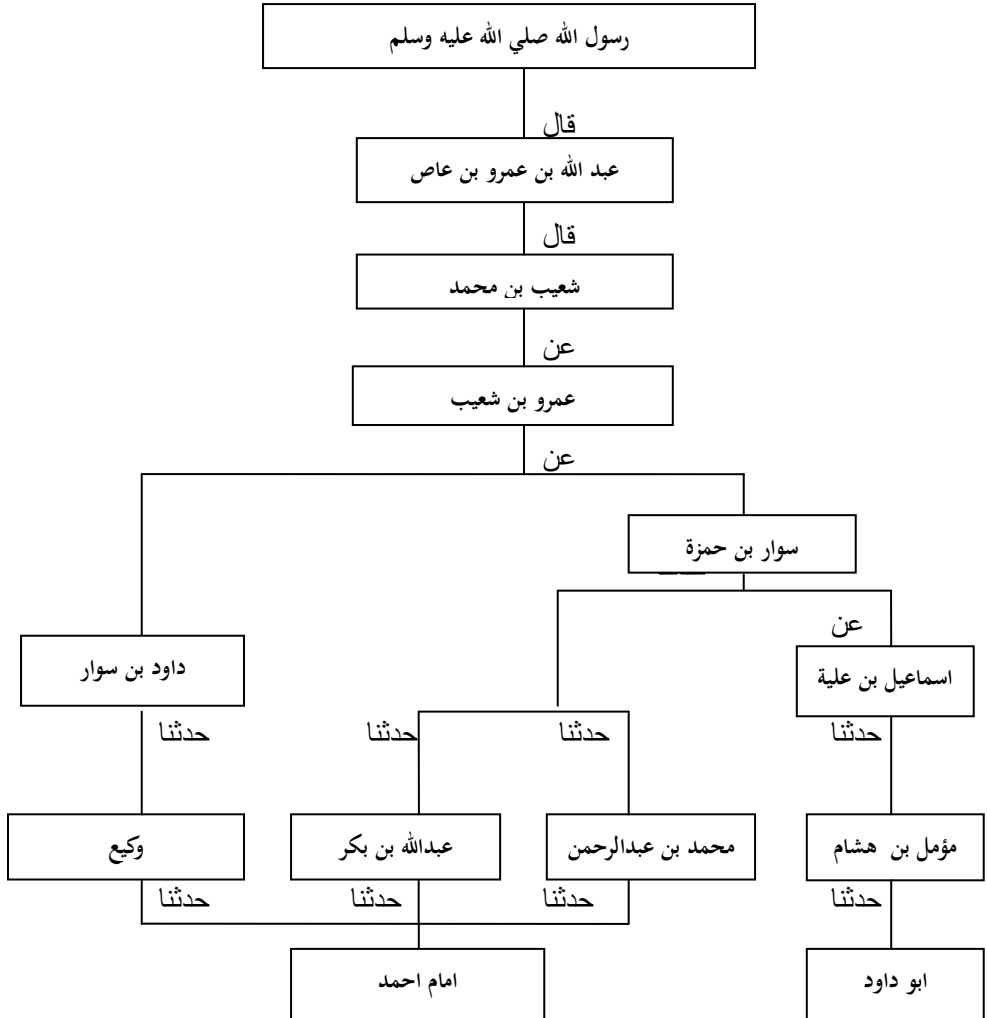 رسول الله صلي الله عليه وسلم
قال
عبد الله بن عمرو بن عاص
قال
شعيب بن محمد
عن
عمرو بن شعيب
عن
سوار بن حمزة
عن
داود بن سوار
اسماعيل بن علية
حدثنا حدثنا حدثنا حدثنا
وكيع
عبدالله بن بكر
محمد بن عبدالرحمن
مؤمل بن هشام
حدثنا حدثنا حدثنا حدثنا
امام احمد
ابو داود